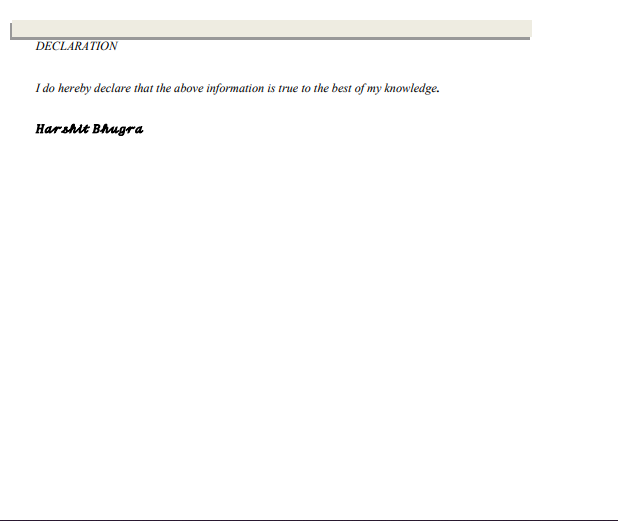 DECLARATION
I do hereby declare that the above information is true to the best of my knowledge.
Harshit Bhugra